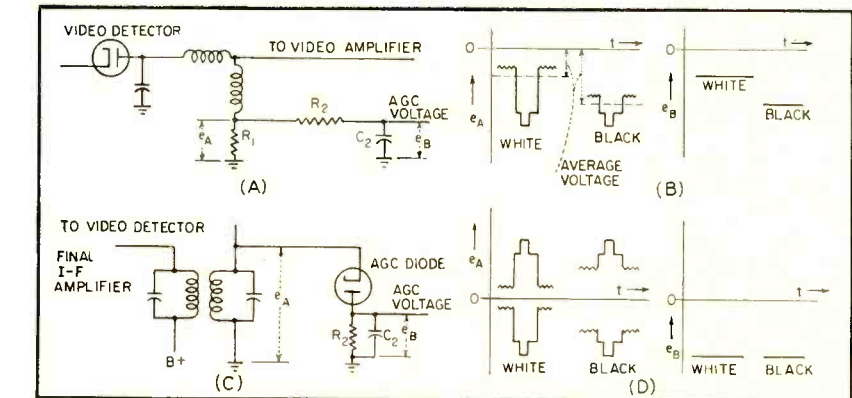 VIDEO DETECTOR
TO VIDEO AMPLIFIER
R2
AGC
VOLTAGE
eA
R1
C2
eB
(A)
O
t
eA
WHITE
BLACK
AVERAGE
VOLTAGE
O
t
eB
WHITE
BLACK
(B)
TO VIDEO DETECTOR
FINAL
I-F
AMPLIFIER
B+
eA
AGC DIODE
AGC
VOLTAGE
R2
C2
eB
(C)
eA
O
t
WHITE
BLACK
O
t
eB
WHITE
BLACK
(D)